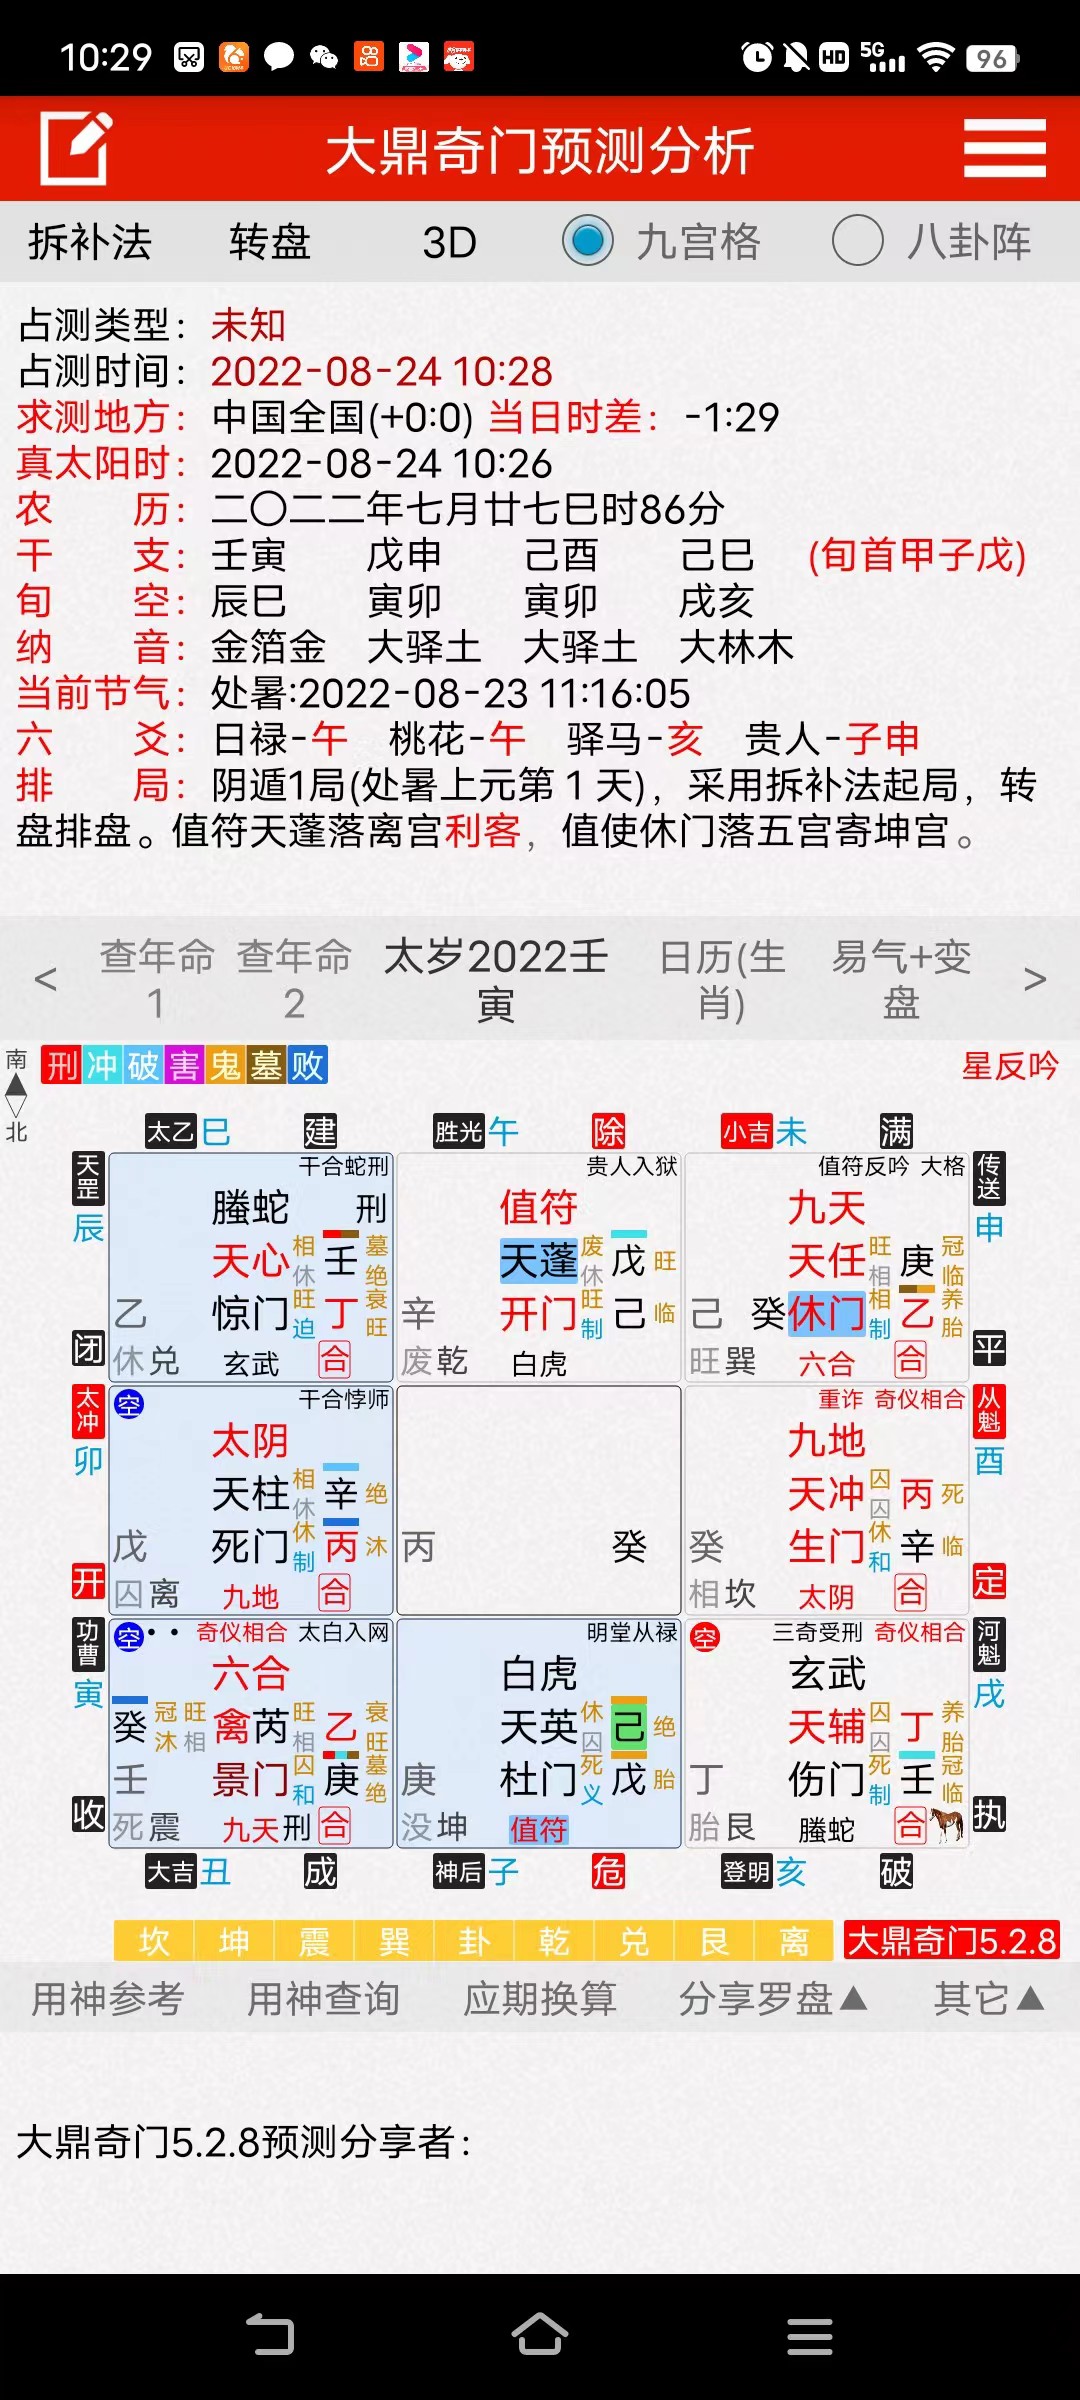 10:29 HD 5G 96
大鼎奇门预测分析
拆补法 转盘 3D 九宫格 八卦阵
占测类型：未知
占测时间：2022-08-24 10:28
求测地方：中国全国(+0:0) 当日时差：-1:29
真太阳时：2022-08-24 10:26
农 历：二〇二二年七月廿七巳时86分
干 支：壬寅 戊申 己酉 己巳 (旬首甲子戊)
旬 空：辰巳 寅卯 寅卯 戌亥
纳 音：金箔金 大驿土 大驿土 大林木
当前节气：处暑:2022-08-23 11:16:05
六 爻：日禄-午 桃花-午 驿马-亥 贵人-子申
排 局：阴遁1局(处暑上元第 1 天)，采用拆补法起局，转
盘排盘。值符天蓬落离宫利客，值使休门落五宫寄坤宫。
< 查年命1 查年命2 太岁2022壬寅 日历(生肖) 易气+变盘 >
南 刑冲破害鬼墓败 星反吟
北
太乙 巳 建 胜光 午 除 小吉 未 满
天罡 辰 闭
干合蛇刑
螣蛇 刑
天心 相休 壬 墓绝
乙 惊门 旺迫 丁 衰旺
休兑 玄武 合
贵人入狱
值符
天蓬 废休 戊 旺
辛 开门 旺制 己 临
废乾 白虎
值符反吟 大格
九天
天任 旺相 庚 冠临
己 癸 休门 相制 乙 养胎
旺巽 六合 合
传送 申 平
太冲 卯 开
空 干合悖师
太阴
天柱 相休 辛 绝
戊 死门 休制 丙 沐
囚离 九地 合
丙 癸
重诈 奇仪相合
九地
天冲 囚囚 丙 死
癸 生门 休和 辛 临
相坎 太阴 合
从魁 酉 定
功曹 寅 收
空 •• 奇仪相合 太白入网
六合
癸 冠沐 旺相 禽芮 旺相 乙 衰旺
壬 景门 囚和 庚 墓绝
死震 九天 刑 合
明堂从禄
白虎
天英 休囚 己 绝
庚 杜门 死义 戊 胎
没坤 值符
空 三奇受刑 奇仪相合
玄武
天辅 囚囚 丁 养胎
丁 伤门 死制 壬 冠临
胎艮 螣蛇 合
河魁 戌 执
大吉 丑 成 神后 子 危 登明 亥 破
坎 坤 震 巽 卦 乾 兑 艮 离 大鼎奇门5.2.8
用神参考 用神查询 应期换算 分享罗盘▲ 其它▲
大鼎奇门5.2.8预测分享者：